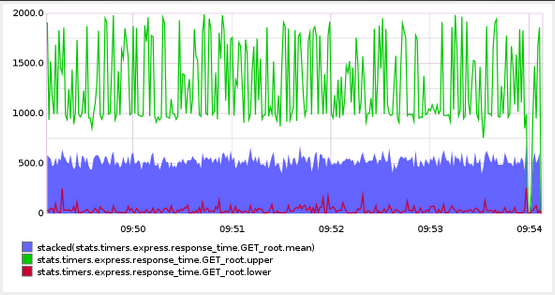 2000.0
1500.0
1000.0
500.0
0
09:50 09:51 09:52 09:53 09:54
stacked(stats.timers.express.response_time.GET_root.mean)
stats.timers.express.response_time.GET_root.upper
stats.timers.express.response_time.GET_root.lower